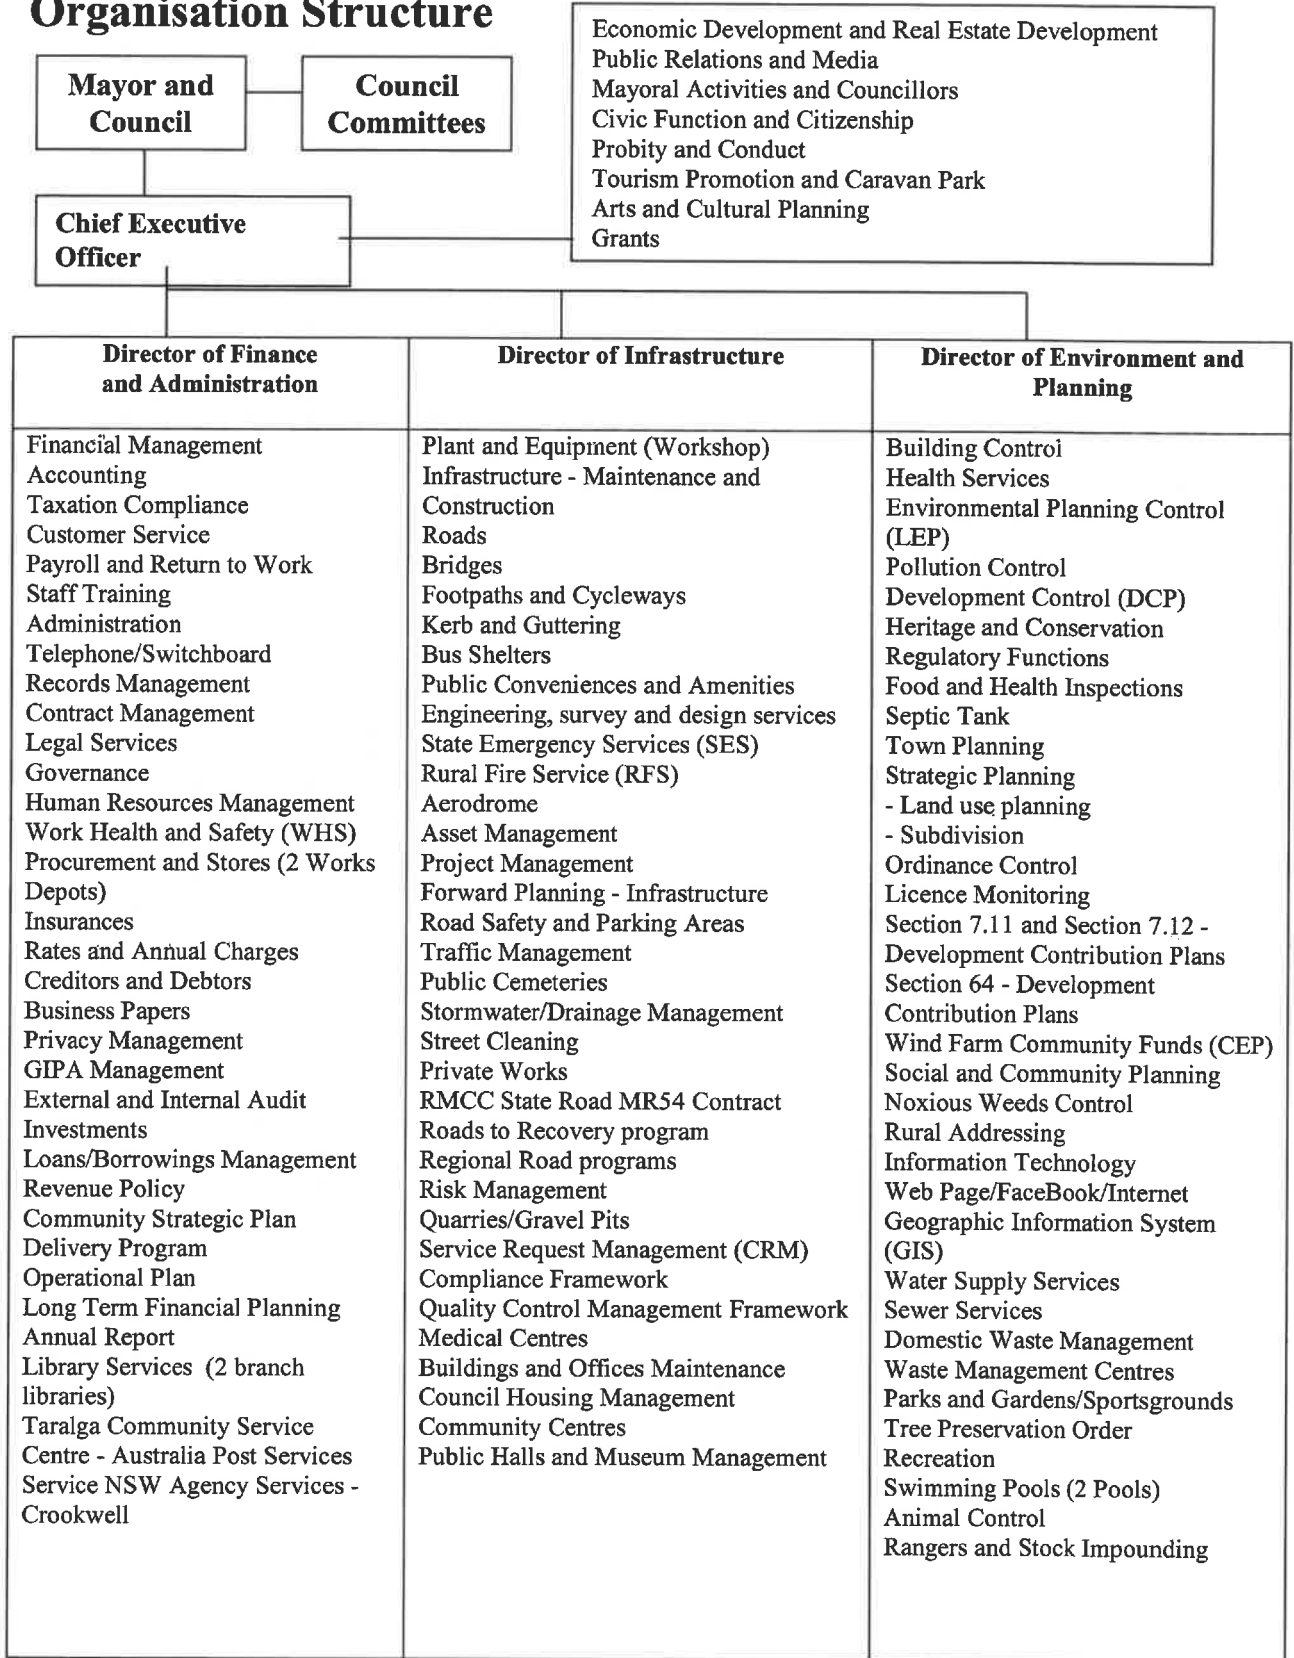 Organisation Structure
Mayor and
Council
Council
Committees
Economic Development and Real Estate Development
Public Relations and Media
Mayoral Activities and Councillors
Civic Function and Citizenship
Probity and Conduct
Tourism Promotion and Caravan Park
Arts and Cultural Planning
Grants
Chief Executive
Officer
Director of Finance
and Administration
Financial Management
Accounting
Taxation Compliance
Customer Service
Payroll and Return to Work
Staff Training
Administration
Telephone/Switchboard
Records Management
Contract Management
Legal Services
Governance
Human Resources Management
Work Health and Safety (WHS)
Procurement and Stores (2 Works
Depots)
Insurances
Rates and Annual Charges
Creditors and Debtors
Business Papers
Privacy Management
GIPA Management
External and Internal Audit
Investments
Loans/Borrowings Management
Revenue Policy
Community Strategic Plan
Delivery Program
Operational Plan
Long Term Financial Planning
Annual Report
Library Services (2 branch
libraries)
Taralga Community Service
Centre - Australia Post Services
Service NSW Agency Services -
Crookwell
Director of Infrastructure
Plant and Equipment (Workshop)
Infrastructure - Maintenance and
Construction
Roads
Bridges
Footpaths and Cycleways
Kerb and Guttering
Bus Shelters
Public Conveniences and Amenities
Engineering, survey and design services
State Emergency Services (SES)
Rural Fire Service (RFS)
Aerodrome
Asset Management
Project Management
Forward Planning - Infrastructure
Road Safety and Parking Areas
Traffic Management
Public Cemeteries
Stormwater/Drainage Management
Street Cleaning
Private Works
RMCC State Road MR54 Contract
Roads to Recovery program
Regional Road programs
Risk Management
Quarries/Gravel Pits
Service Request Management (CRM)
Compliance Framework
Quality Control Management Framework
Medical Centres
Buildings and Offices Maintenance
Council Housing Management
Community Centres
Public Halls and Museum Management
Director of Environment and
Planning
Building Control
Health Services
Environmental Planning Control
(LEP)
Pollution Control
Development Control (DCP)
Heritage and Conservation
Regulatory Functions
Food and Health Inspections
Septic Tank
Town Planning
Strategic Planning
- Land use planning
- Subdivision
Ordinance Control
Licence Monitoring
Section 7.11 and Section 7.12 -
Development Contribution Plans
Section 64 - Development
Contribution Plans
Wind Farm Community Funds (CEP)
Social and Community Planning
Noxious Weeds Control
Rural Addressing
Information Technology
Web Page/FaceBook/Internet
Geographic Information System
(GIS)
Water Supply Services
Sewer Services
Domestic Waste Management
Waste Management Centres
Parks and Gardens/Sportsgrounds
Tree Preservation Order
Recreation
Swimming Pools (2 Pools)
Animal Control
Rangers and Stock Impounding